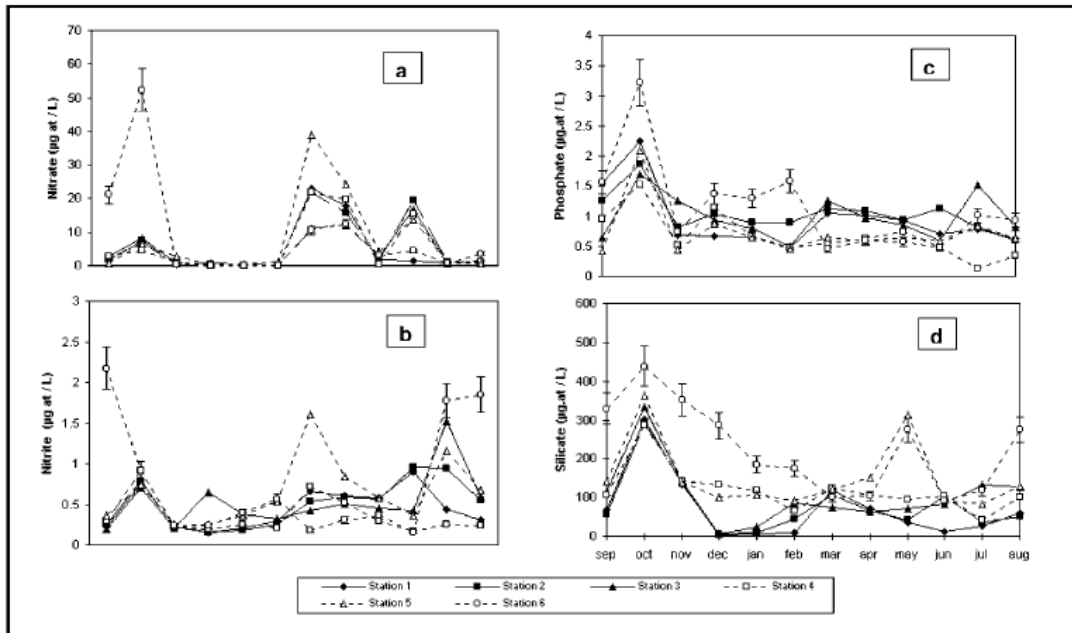 a
Nitrate (µg at / L)
70
60
50
40
30
20
10
0
b
Nitrite (µg at / L)
3
2.5
2
1.5
1
0.5
0
c
Phosphate (µg.at / L)
4
3.5
3
2.5
2
1.5
1
0.5
0
d
Silicate (µg.at / L)
600
500
400
300
200
100
0
sep oct nov dec jan feb mar apr may jun jul aug
Station 1 Station 2 Station 3 Station 4
Station 5 Station 6